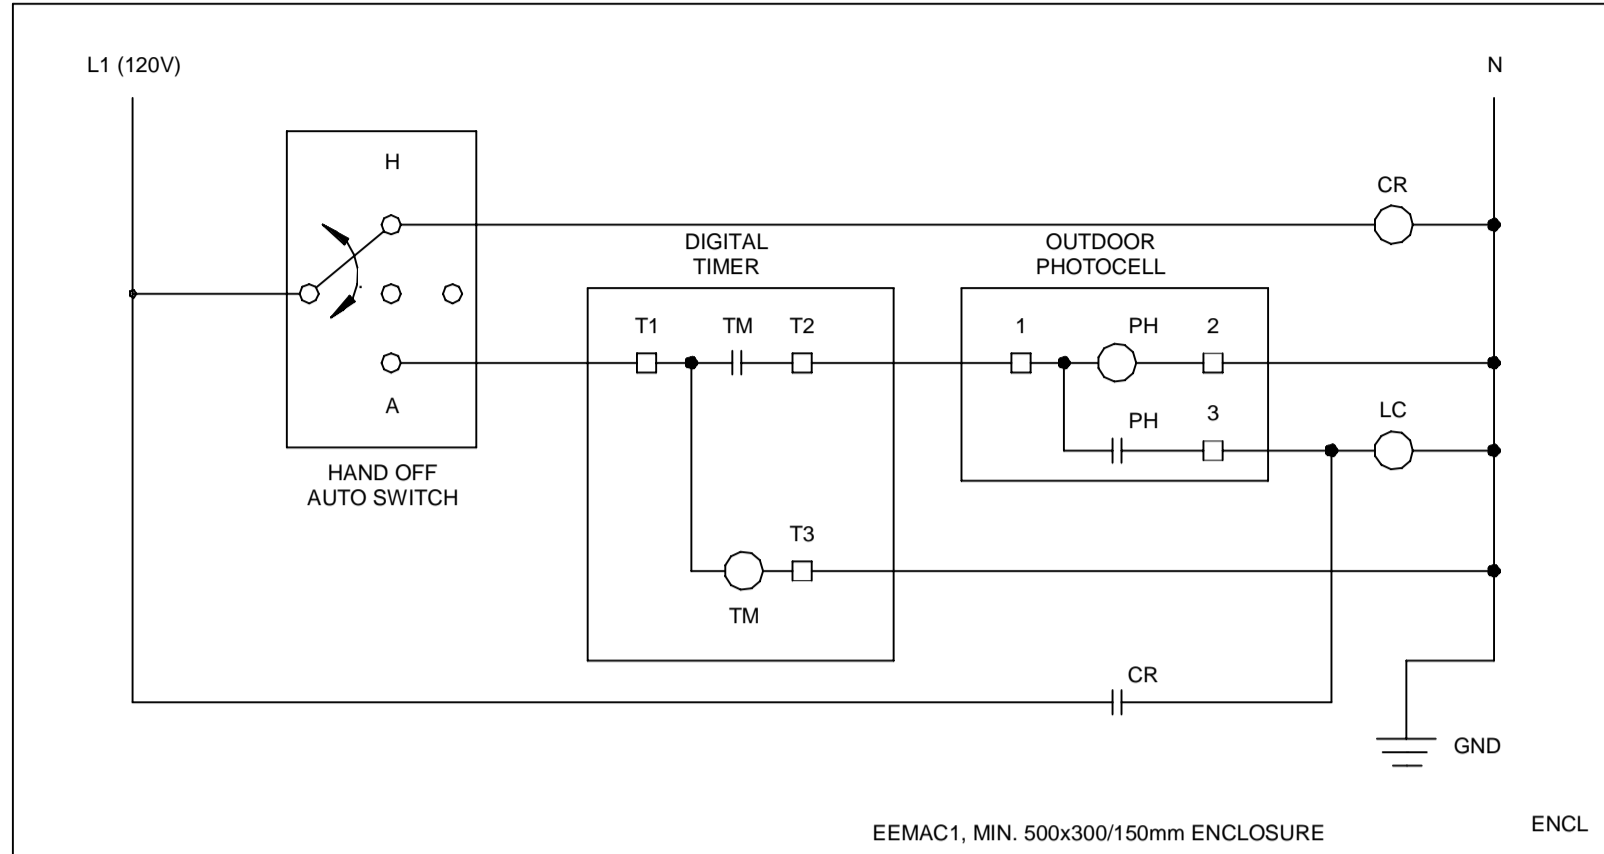 L1 (120V)
N
H
CR
DIGITAL
TIMER
OUTDOOR
PHOTOCELL
T1
TM
T2
1
PH
2
A
PH
3
LC
HAND OFF
AUTO SWITCH
T3
TM
CR
GND
EEMAC1, MIN. 500x300/150mm ENCLOSURE
ENCL